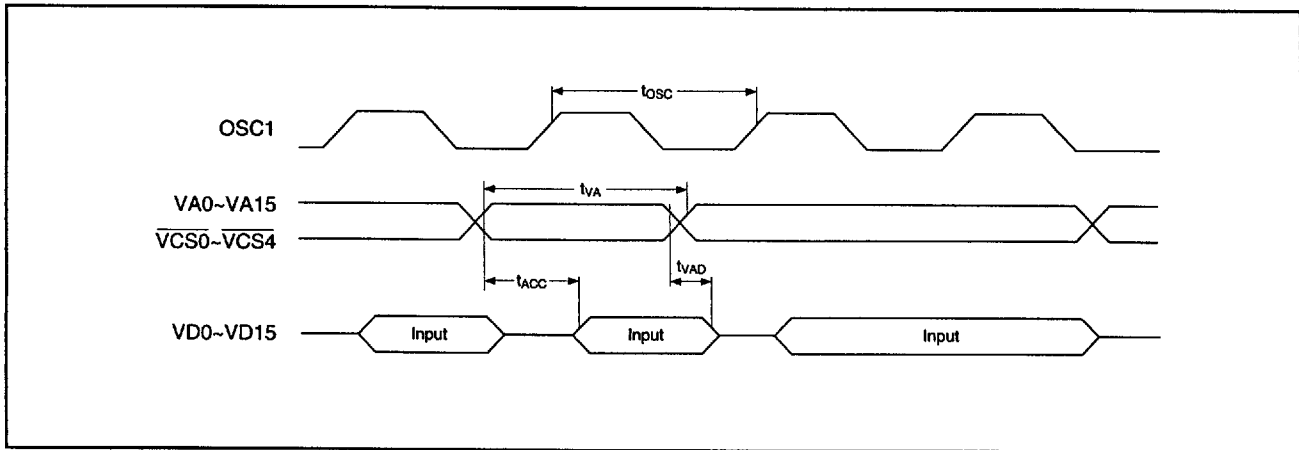 tOSC
OSC1
tVA
VA0~VA15
VCS0~VCS4
tVAD
tACC
VD0~VD15
Input
Input
Input